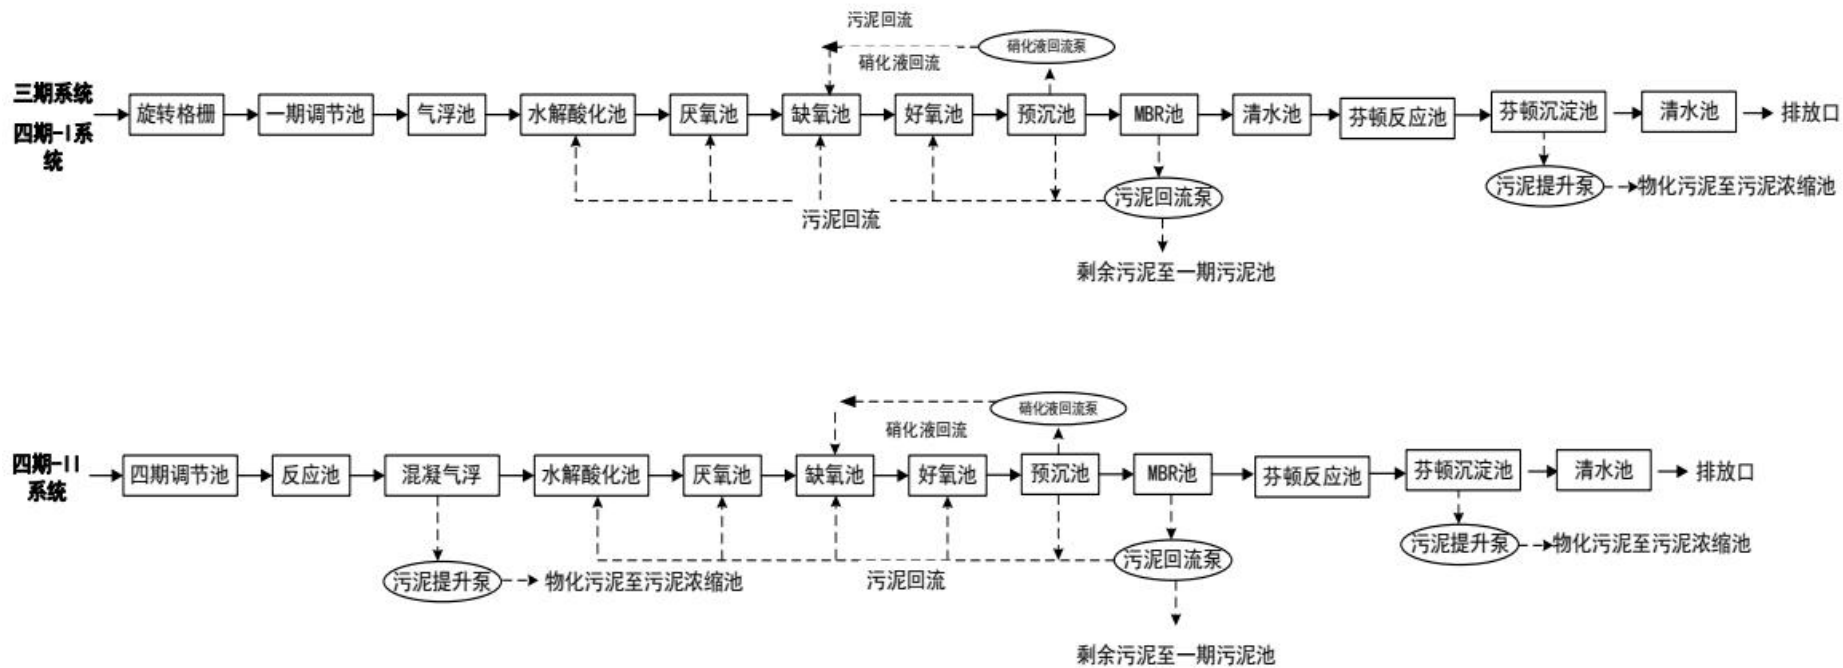 污泥回流
硝化液回流泵
硝化液回流
三期系统
四期-I系
统
旋转格栅
一期调节池
气浮池
水解酸化池
厌氧池
缺氧池
好氧池
预沉池
MBR池
清水池
芬顿反应池
芬顿沉淀池
清水池
排放口
污泥回流泵
污泥提升泵
物化污泥至污泥浓缩池
污泥回流
剩余污泥至一期污泥池
硝化液回流泵
硝化液回流
四期-II
系统
四期调节池
反应池
混凝气浮
水解酸化池
厌氧池
缺氧池
好氧池
预沉池
MBR池
芬顿反应池
芬顿沉淀池
清水池
排放口
污泥提升泵
物化污泥至污泥浓缩池
污泥回流
污泥回流泵
污泥提升泵
物化污泥至污泥浓缩池
剩余污泥至一期污泥池